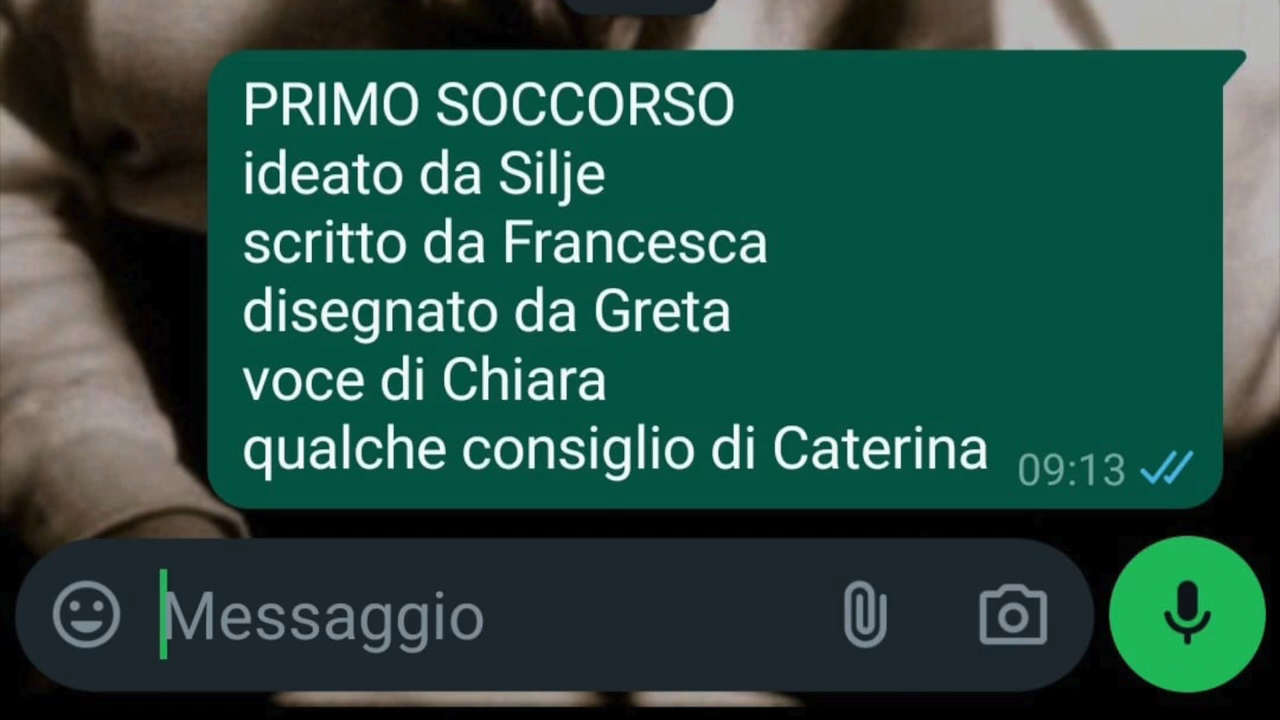 PRIMO SOCCORSO
ideato da Silje
scritto da Francesca
disegnato da Greta
voce di Chiara
qualche consiglio di Caterina
09:13
Messaggio